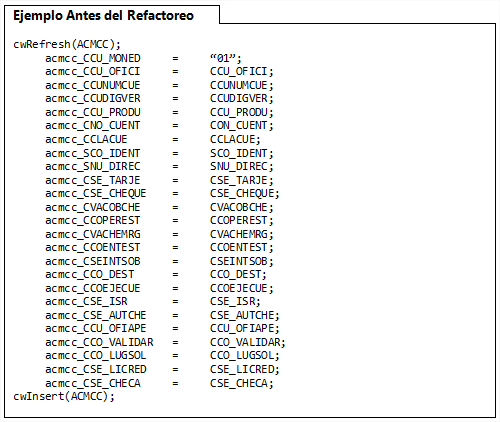 Ejemplo Antes del Refactoreo
cwRefresh(ACMCC);
acmcc_CCU_MONED = “01”;
acmcc_CCU_OFICI = CCU_OFICI;
acmcc_CCUNUMCUE = CCUNUMCUE;
acmcc_CCUDIGVER = CCUDIGVER;
acmcc_CCU_PRODU = CCU_PRODU;
acmcc_CNO_CUENT = CON_CUENT;
acmcc_CCLACUE = CCLACUE;
acmcc_SCO_IDENT = SCO_IDENT;
acmcc_SNU_DIREC = SNU_DIREC;
acmcc_CSE_TARJE = CSE_TARJE;
acmcc_CSE_CHEQUE = CSE_CHEQUE;
acmcc_CVACOBCHE = CVACOBCHE;
acmcc_CCOPEREST = CCOPEREST;
acmcc_CVACHEMRG = CVACHEMRG;
acmcc_CCOENTEST = CCOENTEST;
acmcc_CSEINTSOB = CSEINTSOB;
acmcc_CCO_DEST = CCO_DEST;
acmcc_CCOEJECUE = CCOEJECUE;
acmcc_CSE_ISR = CSE_ISR;
acmcc_CSE_AUTCHE = CSE_AUTCHE;
acmcc_CCU_OFIAPE = CCU_OFIAPE;
acmcc_CCO_VALIDAR = CCO_VALIDAR;
acmcc_CCO_LUGSOL = CCO_LUGSOL;
acmcc_CSE_LICRED = CSE_LICRED;
acmcc_CSE_CHECA = CSE_CHECA;
cwInsert(ACMCC);